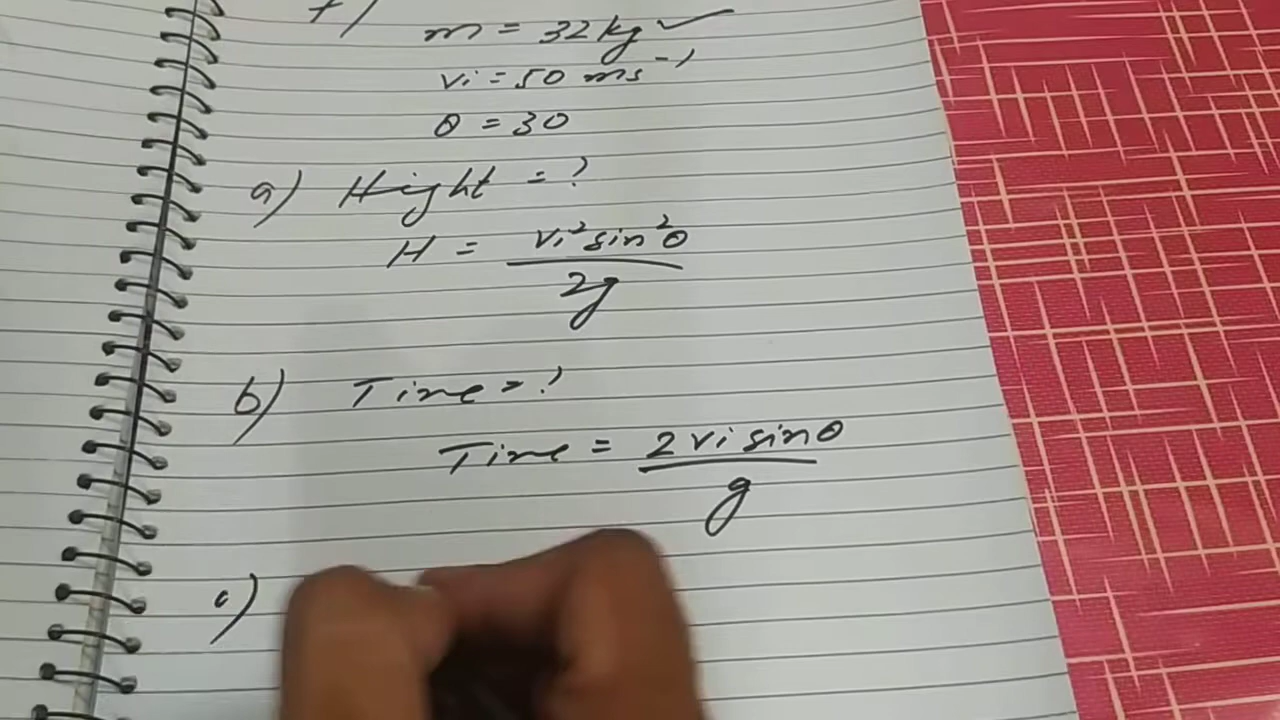 m = 32 kg ✓
vi = 50 ms⁻¹
θ = 30
a) Hight = ?
H = vi² sin²θ / 2g
b) Time = ?
Time = 2 vi sinθ / g
c)